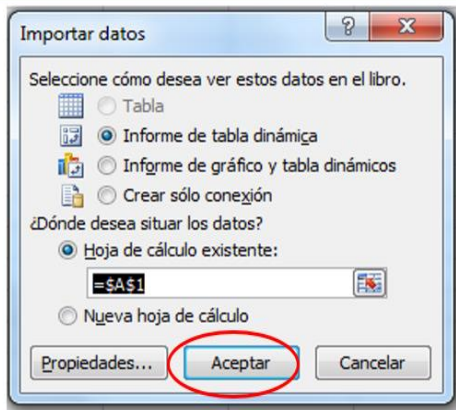 Importar datos
Seleccione cómo desea ver estos datos en el libro.
Tabla
Informe de tabla dinámica
Informe de gráfico y tabla dinámicos
Crear sólo conexión
¿Dónde desea situar los datos?
Hoja de cálculo existente:
=$A$1
Nueva hoja de cálculo
Propiedades... Aceptar Cancelar